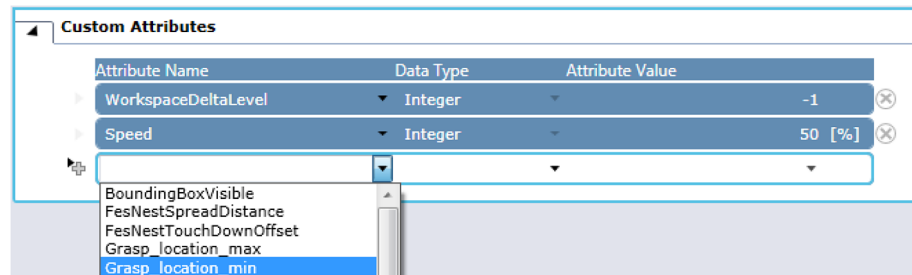 Custom Attributes
Attribute Name Data Type Attribute Value
WorkspaceDeltaLevel Integer -1
Speed Integer 50 [%]
BoundingBoxVisible
FesNestSpreadDistance
FesNestTouchDownOffset
Grasp_location_max
Grasp_location_min